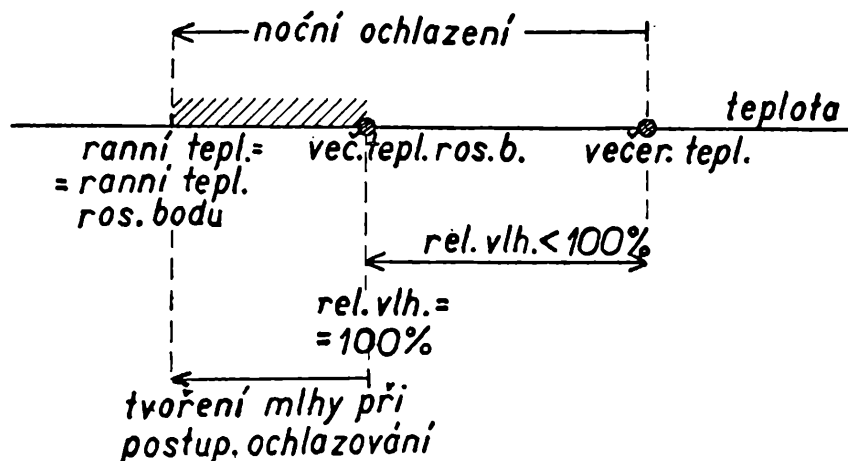 noční ochlazení
teplota
ranní tepl.=
= ranní tepl.
ros. bodu
več. tepl. ros. b.
večer. tepl.
rel. vlh. < 100%
rel. vlh. =
= 100%
tvoření mlhy při
postup. ochlazování